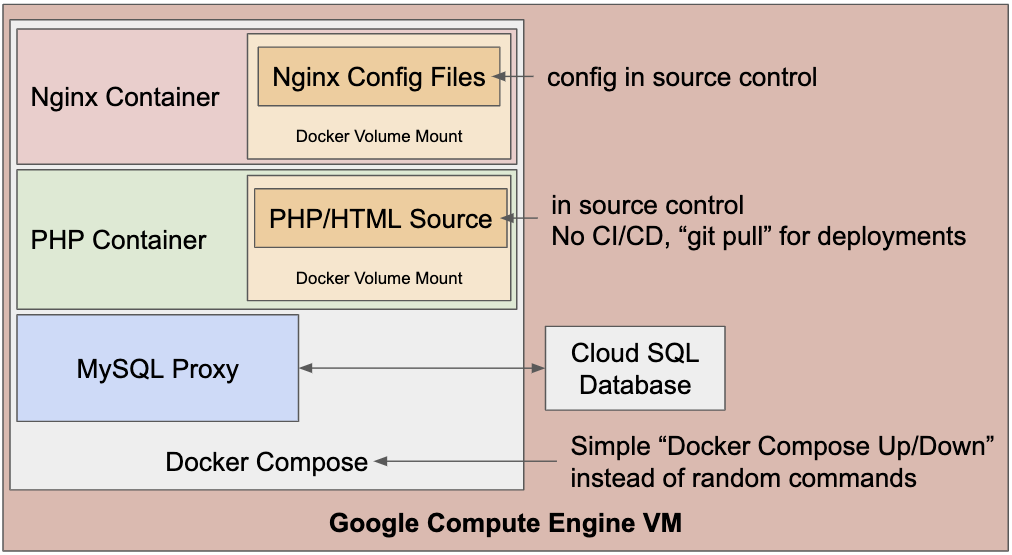 Nginx Container
Nginx Config Files
Docker Volume Mount
config in source control
PHP Container
PHP/HTML Source
Docker Volume Mount
in source control
No CI/CD, “git pull” for deployments
MySQL Proxy
Cloud SQL
Database
Docker Compose
Simple “Docker Compose Up/Down”
instead of random commands
Google Compute Engine VM